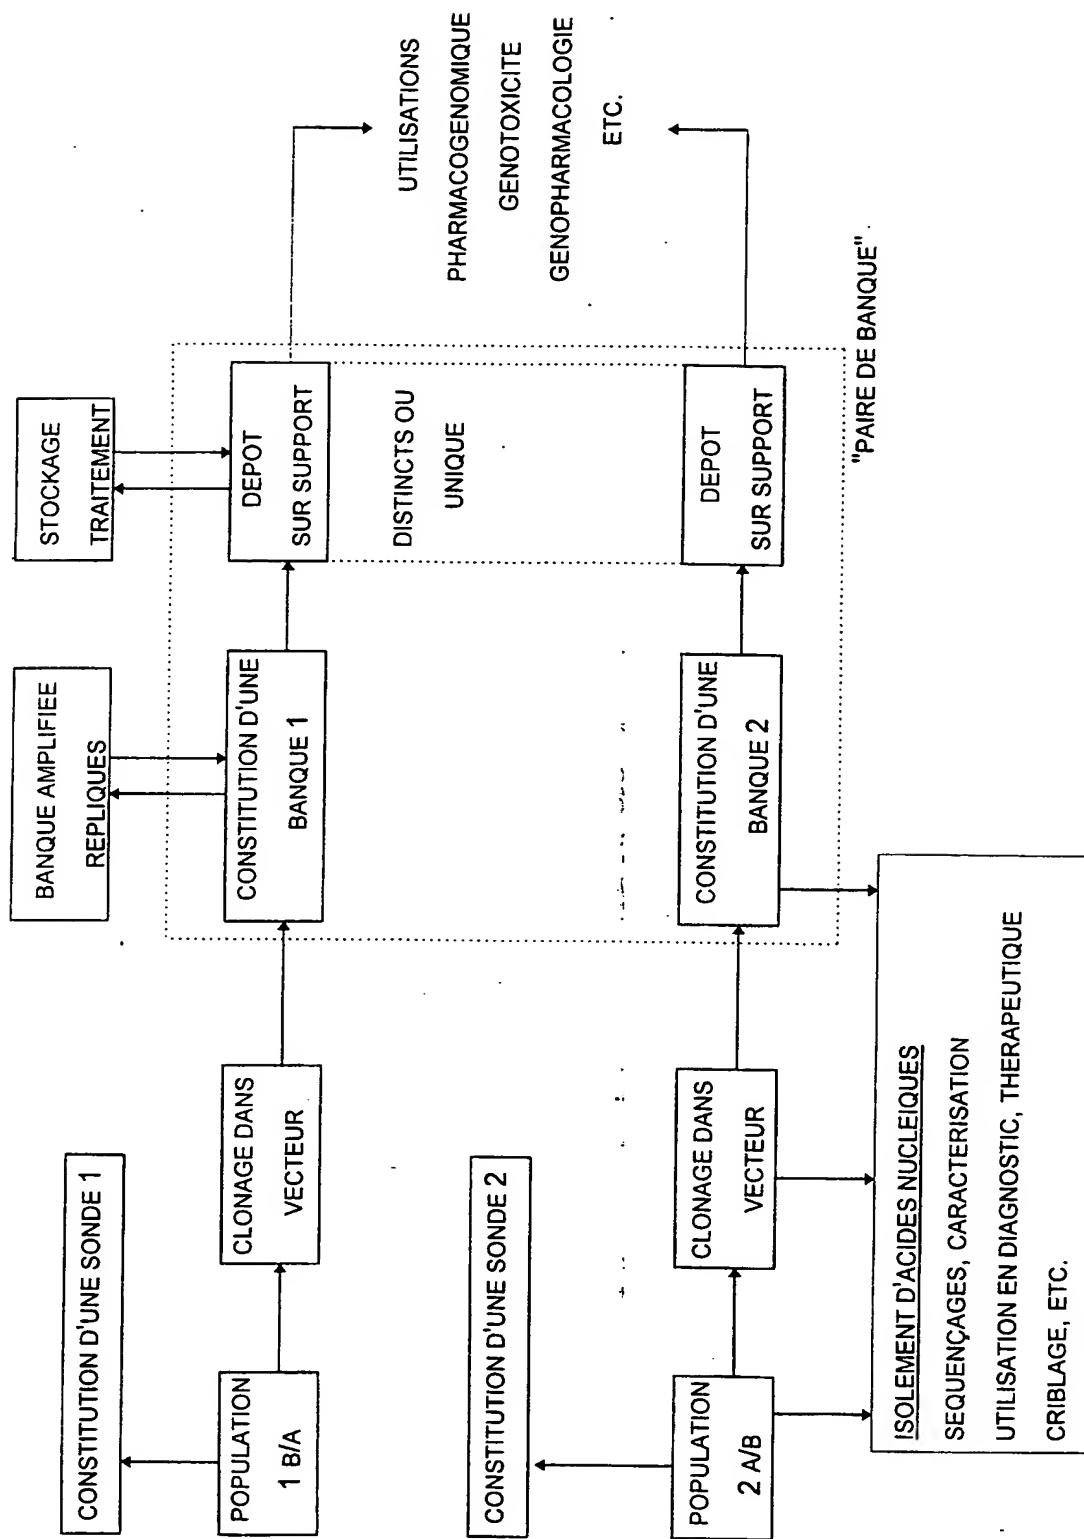 CONSTITUTION D'UNE SONDE 1
POPULATION
1 B/A
CLONAGE DANS
VECTEUR
BANQUE AMPLIFIEE
REPLIQUES
CONSTITUTION D'UNE
BANQUE 1
STOCKAGE
TRAITEMENT
DEPOT
SUR SUPPORT
DISTINCTS OU
UNIQUE
UTILISATIONS
PHARMACOGENOMIQUE
GENOTOXICITE
GENOPHARMACOLOGIE
ETC.
CONSTITUTION D'UNE SONDE 2
POPULATION
2 A/B
CLONAGE DANS
VECTEUR
CONSTITUTION D'UNE
BANQUE 2
DEPOT
SUR SUPPORT
"PAIRE DE BANQUE"
ISOLEMENT D'ACIDES NUCLEIQUES
SEQUENÇAGES, CARACTERISATION
UTILISATION EN DIAGNOSTIC, THERAPEUTIQUE
CRIBLAGE, ETC.